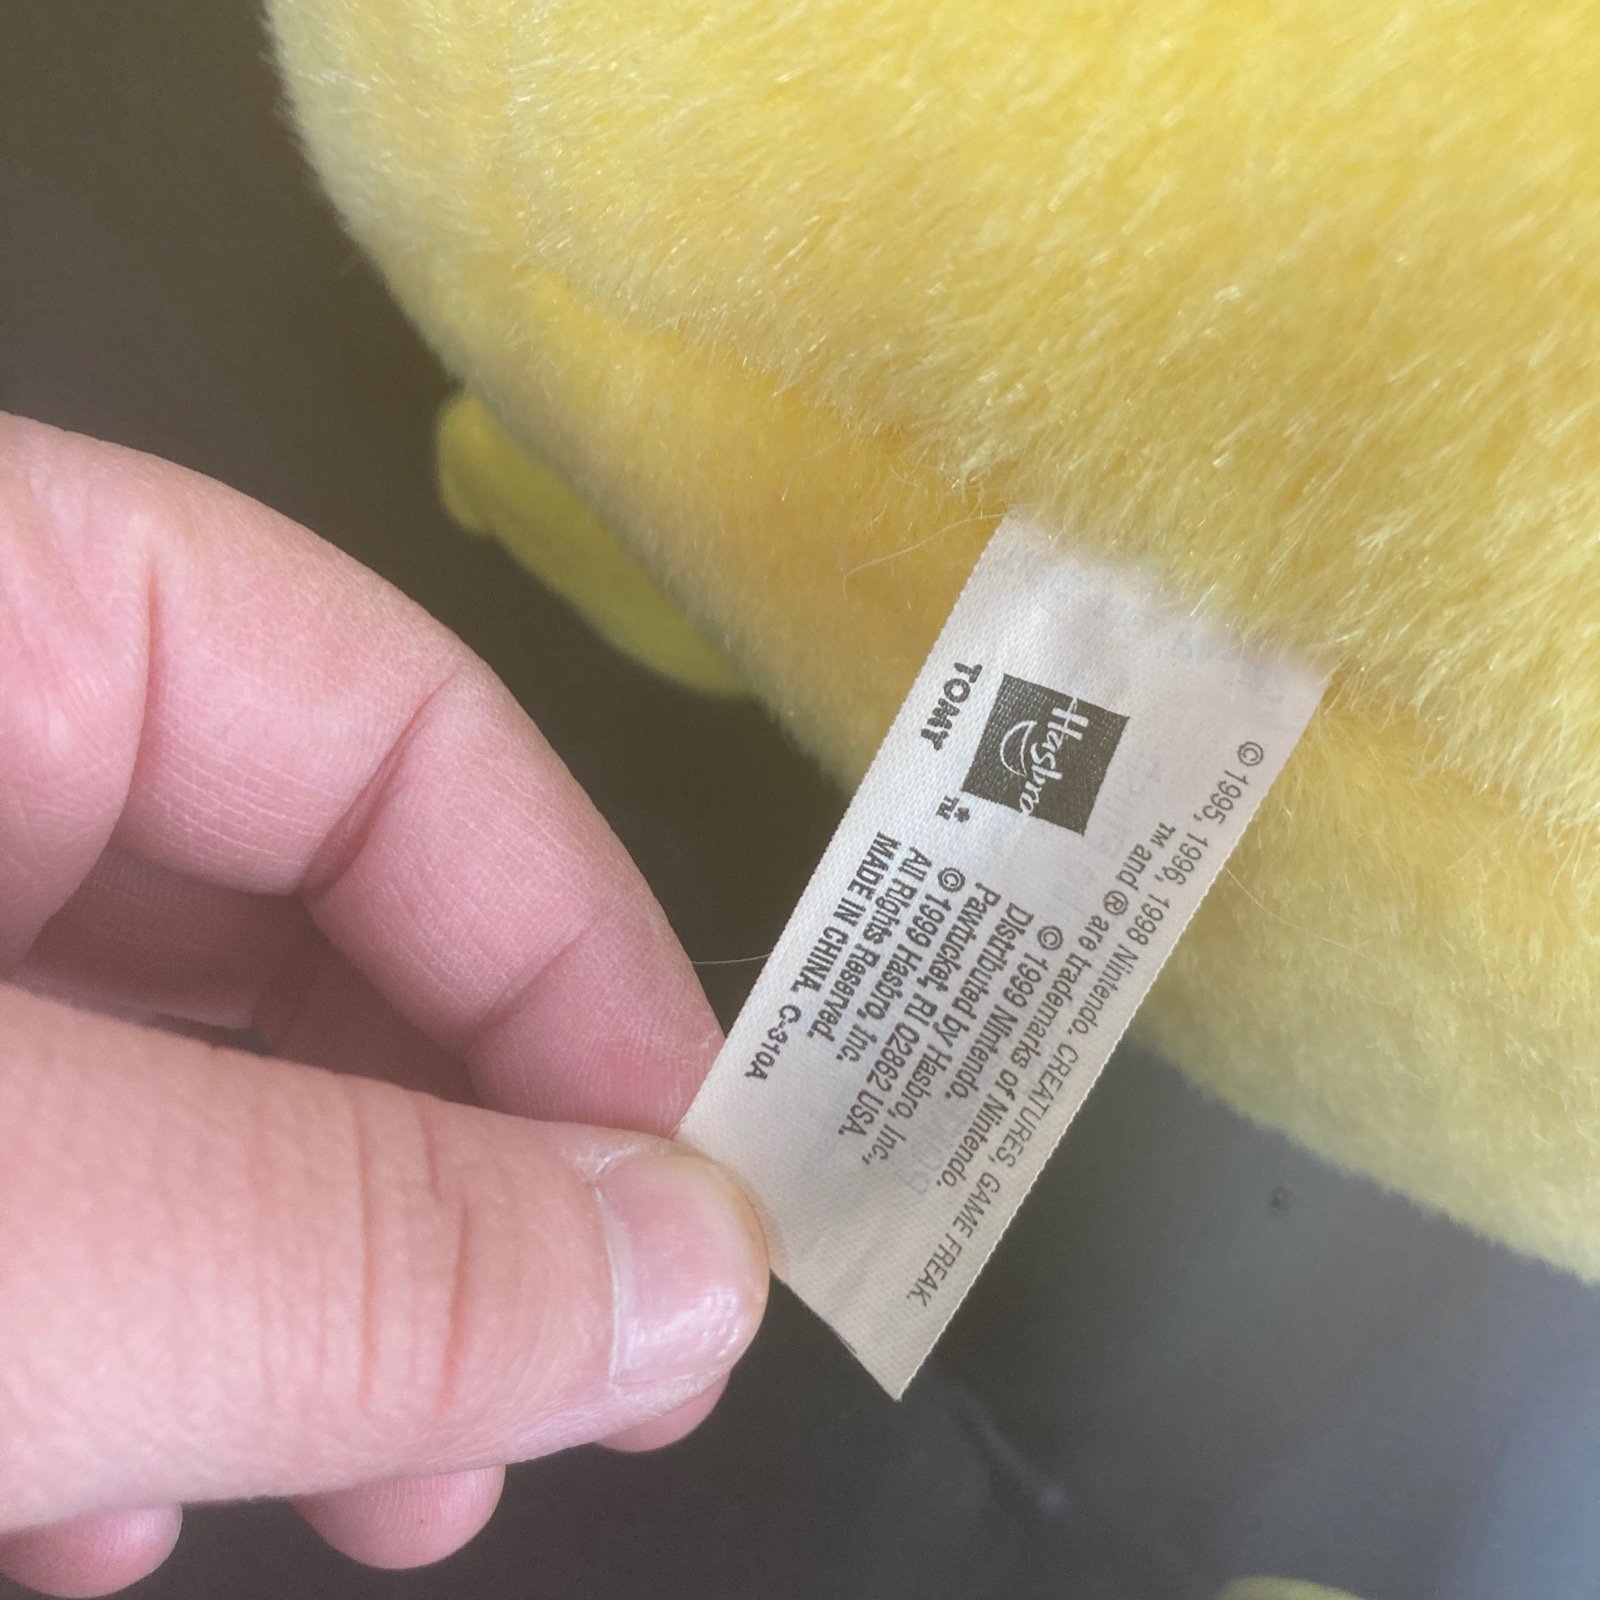 © 1995, 1996, 1998 Nintendo. CREATURES, GAME FREAK.
™ and ® are trademarks of Nintendo.
© 1999 Nintendo.
Hasbro
Distributed by Hasbro, Inc.,
Pawtucket, RI 02862 USA.
© 1999 Hasbro, Inc.
All Rights Reserved.
TOMY ™
MADE IN CHINA. C-310A